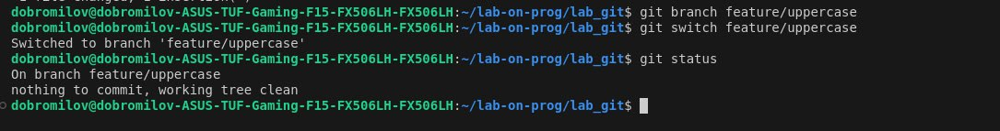 dobromilov@dobromilov-ASUS-TUF-Gaming-F15-FX506LH-FX506LH:~/lab-on-prog/lab_git$ git branch feature/uppercase
dobromilov@dobromilov-ASUS-TUF-Gaming-F15-FX506LH-FX506LH:~/lab-on-prog/lab_git$ git switch feature/uppercase
Switched to branch 'feature/uppercase'
dobromilov@dobromilov-ASUS-TUF-Gaming-F15-FX506LH-FX506LH:~/lab-on-prog/lab_git$ git status
On branch feature/uppercase
nothing to commit, working tree clean
dobromilov@dobromilov-ASUS-TUF-Gaming-F15-FX506LH-FX506LH:~/lab-on-prog/lab_git$